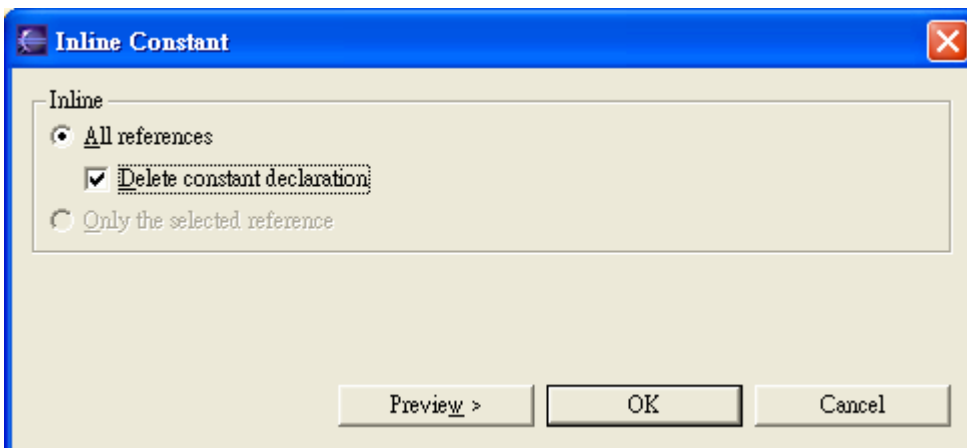 Inline Constant
Inline
All references
Delete constant declaration
Only the selected reference
Preview >
OK
Cancel